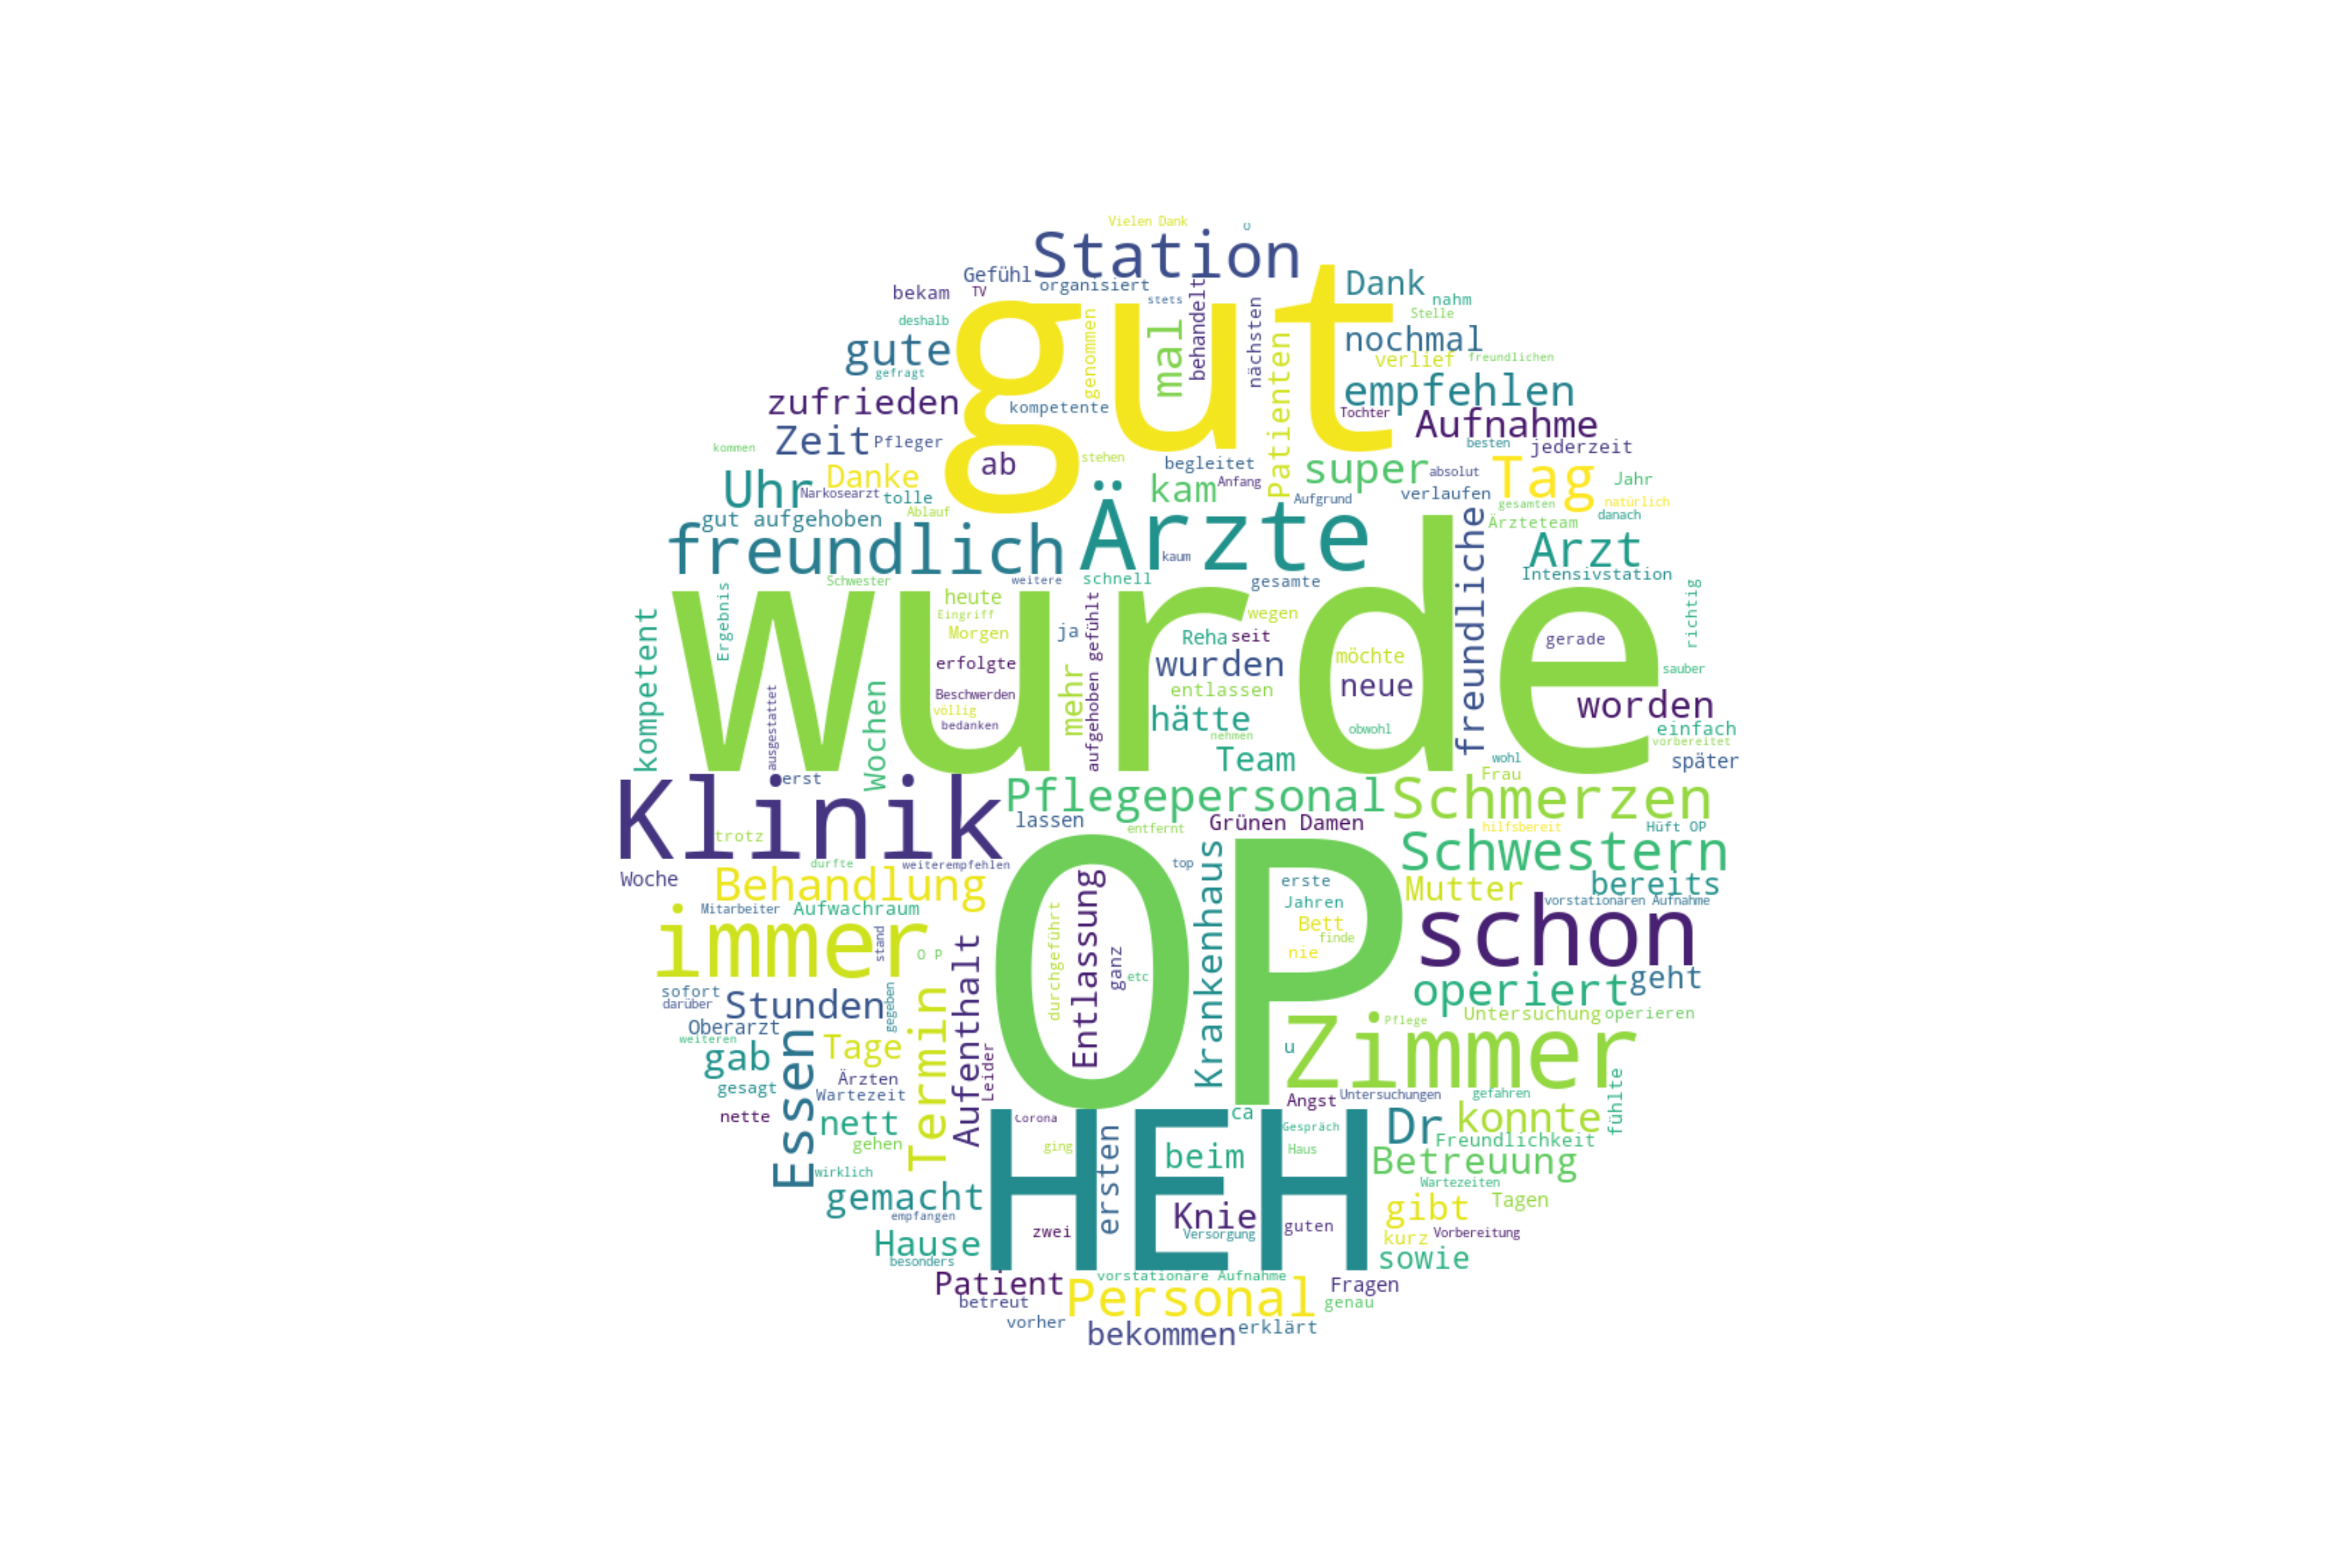 Vielen Dank
Station
Gefühl
organisiert
bekam
TV
stets
behandelt
Dank
nahm
Stelle
deshalb
gut
genommen
mal
nächsten
Patienten
nochmal
verlief
freundlichen
gute
gefragt
zufrieden
kompetente
empfehlen
Tochter
Aufnahme
Zeit
Pfleger
besten
jederzeit
kommen
ab
stehen
begleitet
super
absolut
Tag
Jahr
Uhr
Danke
Narkosearzt
tolle
kam
Anfang
Aufgrund
verlaufen
gesamten
natürlich
gut aufgehoben
Ablauf
Ärzte
freundliche
Ärzteteam
danach
freundlich
kaum
Arzt
Schwester
weitere
schnell
gesamte
Intensivstation
wurde
kompetent
Ergebnis
heute
Eingriff
Morgen
ja
aufgehoben gefühlt
wegen
Reha
seit
gerade
richtig
erfolgte
mehr
wurden
möchte
sauber
ausgestattet
Wochen
Beschwerden
völlig
bedanken
entlassen
neue
worden
hätte
nehmen
obwohl
einfach
vorbereitet
Team
wohl
später
Klinik
erst
Pflegepersonal
Frau
Schmerzen
trotz
lassen
entfernt
Grünen Damen
hilfsbereit
Hüft OP
durfte
weiterempfehlen
top
Schwestern
Woche
Behandlung
OP
Entlassung
Krankenhaus
erste
Mutter
bereits
Mitarbeiter
Aufwachraum
Jahren
vorstationären Aufnahme
immer
stand
O P
durchgeführt
ganz
etc
Bett
finde
nie
schon
sofort
darüber
Stunden
gegeben
Aufenthalt
operiert
geht
Oberarzt
weiteren
Termin
Untersuchung
operieren
Pflege
gab
Essen
Tage
Leider
u
Zimmer
gesagt
Ärzten
Wartezeit
Angst
Untersuchungen
gefahren
fühlte
nette
nett
HEH
Corona
ca
Gespräch
Dr
konnte
gehen
ging
ersten
beim
Haus
Freundlichkeit
wirklich
Betreuung
Wartezeiten
gemacht
empfangen
Knie
Versorgung
guten
gibt
Tagen
zwei
kurz
Vorbereitung
Hause
besonders
sowie
Patient
vorstationäre Aufnahme
Fragen
betreut
Personal
genau
vorher
bekommen
erklärt